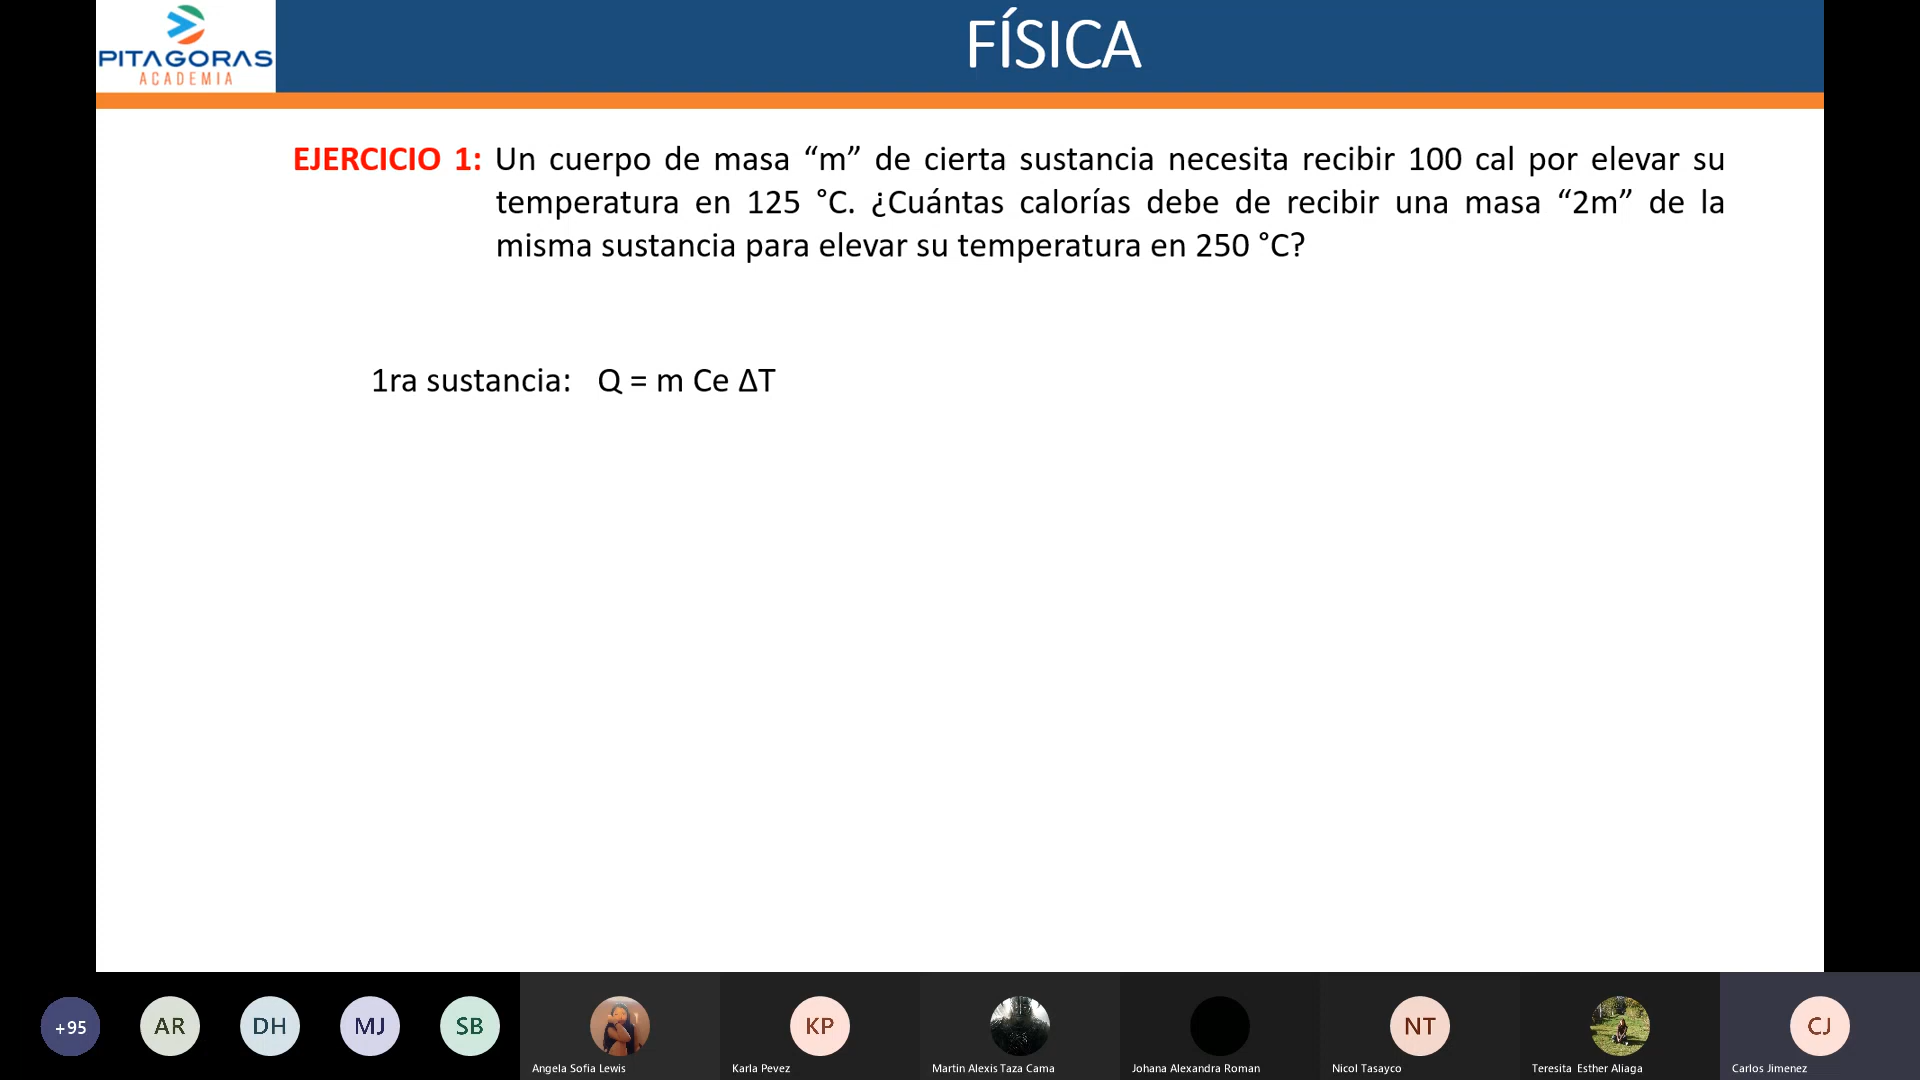 PITAGORAS
ACADEMIA
FÍSICA
EJERCICIO 1: Un cuerpo de masa “m” de cierta sustancia necesita recibir 100 cal por elevar su
temperatura en 125 °C. ¿Cuántas calorías debe de recibir una masa “2m” de la
misma sustancia para elevar su temperatura en 250 °C?
1ra sustancia: Q = m Ce ΔT
+95
AR
DH
MJ
SB
KP
NT
CJ
Angela Sofia Lewis
Karla Pevez
Martin Alexis Taza Cama
Johana Alexandra Roman
Nicol Tasayco
Teresita Esther Aliaga
Carlos Jimenez